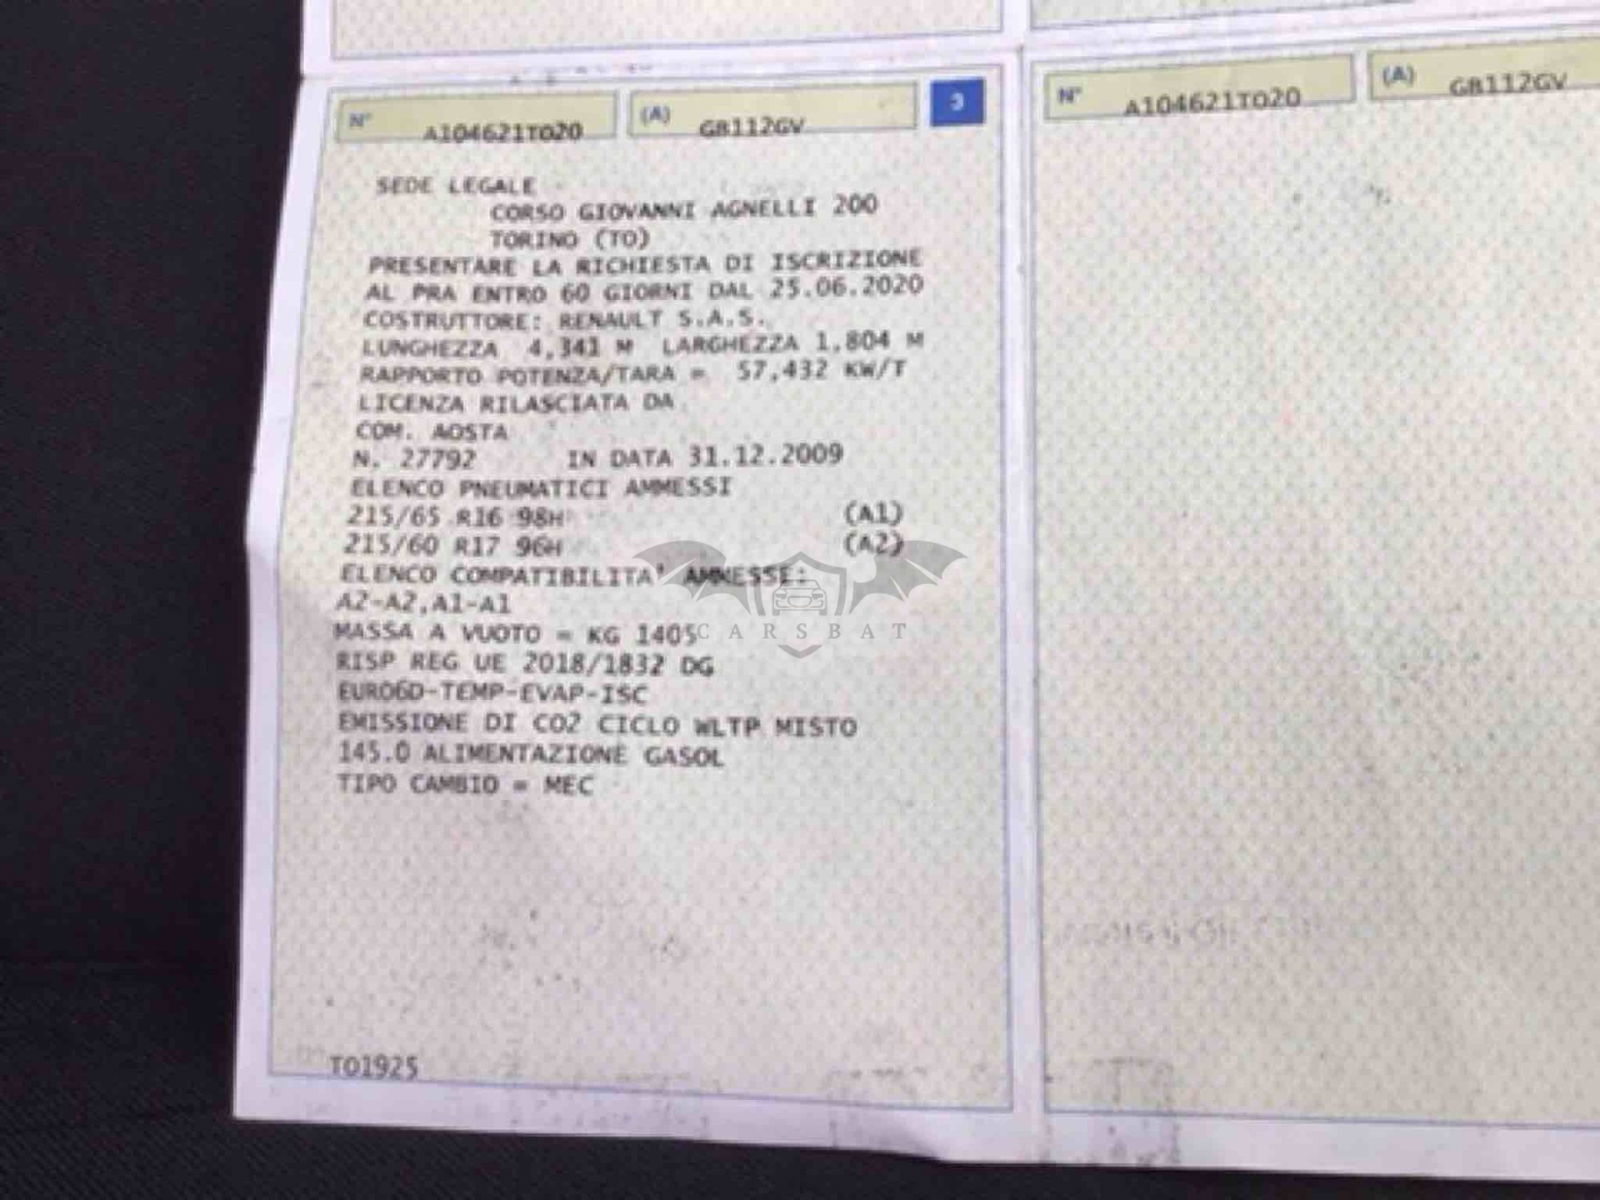 N° A104621TO20 (A) GB112GV 3
SEDE LEGALE
CORSO GIOVANNI AGNELLI 200
TORINO (TO)
PRESENTARE LA RICHIESTA DI ISCRIZIONE
AL PRA ENTRO 60 GIORNI DAL 25.06.2020
COSTRUTTORE: RENAULT S.A.S.
LUNGHEZZA 4,341 M LARGHEZZA 1,804 M
RAPPORTO POTENZA/TARA = 57,432 KW/T
LICENZA RILASCIATA DA
COM. AOSTA
N. 27792 IN DATA 31.12.2009
ELENCO PNEUMATICI AMMESSI
215/65 R16 98H (A1)
215/60 R17 96H (A2)
ELENCO COMPATIBILITA' AMMESSE:
A2-A2,A1-A1
MASSA A VUOTO = KG 1405
CARSBAT
RISP REG UE 2018/1832 DG
EURO6D-TEMP-EVAP-ISC
EMISSIONE DI CO2 CICLO WLTP MISTO
145.0 ALIMENTAZIONE GASOL
TIPO CAMBIO = MEC
TO1925
N° A104621TO20 (A) GB112GV